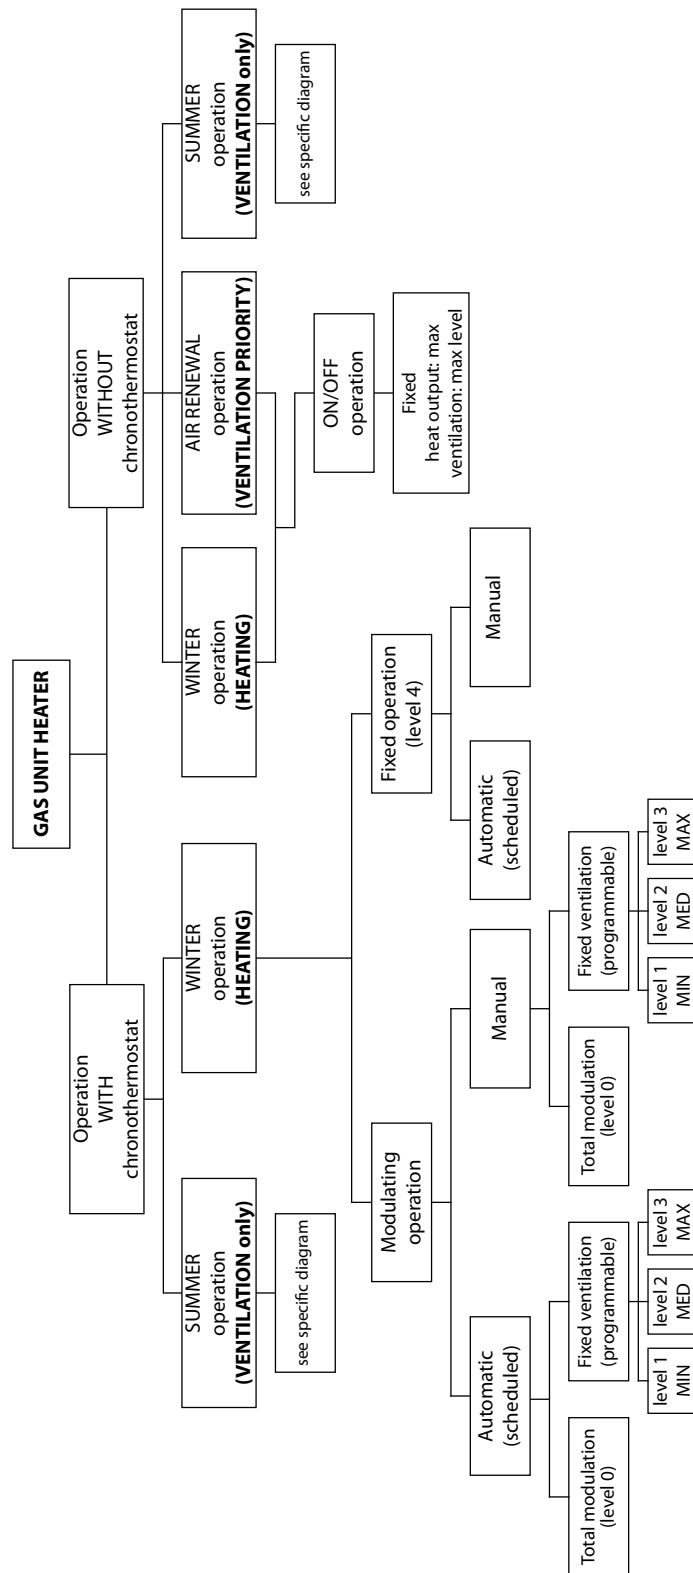 GAS UNIT HEATER
Operation
WITH
chronothermostat
Operation
WITHOUT
chronothermostat
SUMMER
operation
(VENTILATION only)
WINTER
operation
(HEATING)
WINTER
operation
(HEATING)
AIR RENEWAL
operation
(VENTILATION PRIORITY)
SUMMER
operation
(VENTILATION only)
see specific diagram
see specific diagram
ON/OFF
operation
Modulating
operation
Fixed operation
(level 4)
Fixed
heat output: max
ventilation: max level
Automatic
(scheduled)
Manual
Automatic
(scheduled)
Manual
Total modulation
(level 0)
Fixed ventilation
(programmable)
Total modulation
(level 0)
Fixed ventilation
(programmable)
level 1
MIN
level 2
MED
level 3
MAX
level 1
MIN
level 2
MED
level 3
MAX